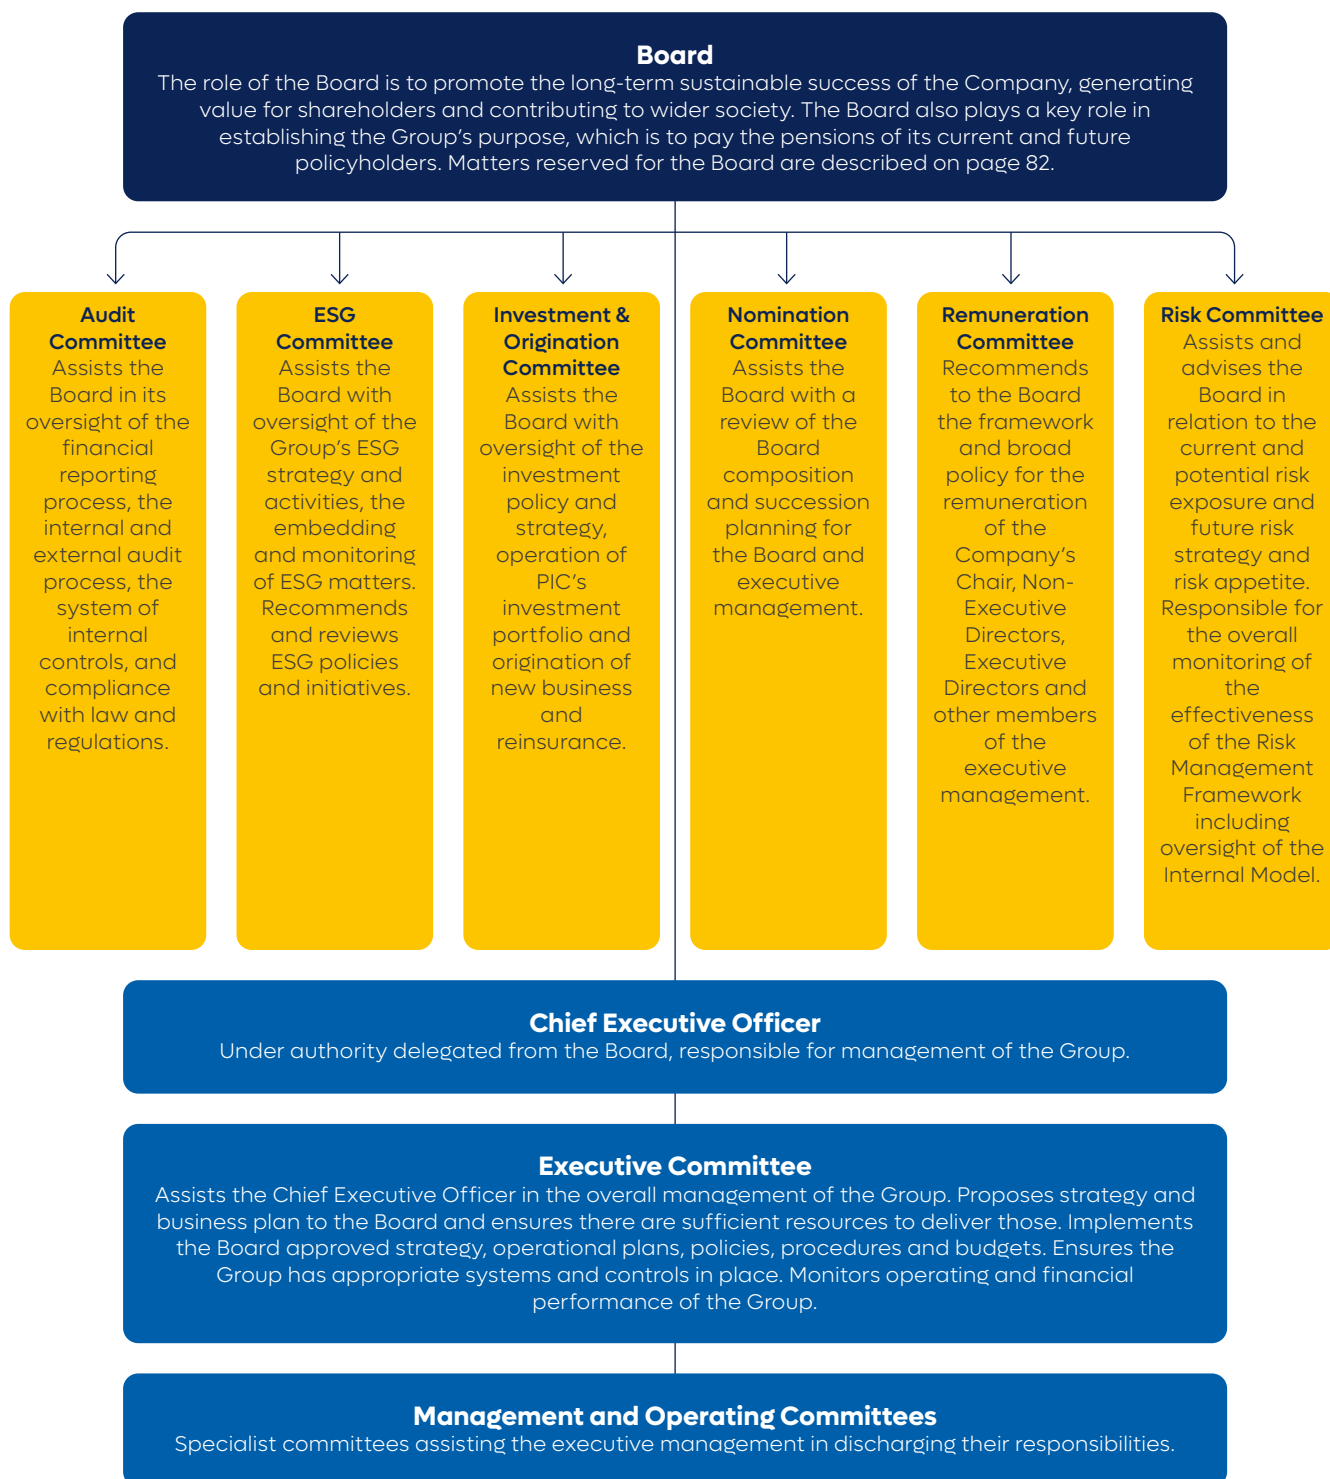 Board
The role of the Board is to promote the long-term sustainable success of the Company, generating
value for shareholders and contributing to wider society. The Board also plays a key role in
establishing the Group's purpose, which is to pay the pensions of its current and future
policyholders. Matters reserved for the Board are described on page 82.
Audit
Committee
Assists the
Board in its
oversight of the
financial
reporting
process, the
internal and
external audit
process, the
system of
internal
controls, and
compliance
with law and
regulations.
ESG
Committee
Assists the
Board with
oversight of the
Group's ESG
strategy and
activities, the
embedding
and monitoring
of ESG matters.
Recommends
and reviews
ESG policies
and initiatives.
Investment &
Origination
Committee
Assists the
Board with
oversight of the
investment
policy and
strategy,
operation of
PIC's
investment
portfolio and
origination of
new business
and
reinsurance.
Nomination
Committee
Assists the
Board with a
review of the
Board
composition
and succession
planning for
the Board and
executive
management.
Remuneration
Committee
Recommends
to the Board
the framework
and broad
policy for the
remuneration
of the
Company's
Chair, Non-
Executive
Directors,
Executive
Directors and
other members
of the
executive
management.
Risk Committee
Assists and
advises the
Board in
relation to the
current and
potential risk
exposure and
future risk
strategy and
risk appetite.
Responsible for
the overall
monitoring of
the
effectiveness
of the Risk
Management
Framework
including
oversight of the
Internal Model.
Chief Executive Officer
Under authority delegated from the Board, responsible for management of the Group.
Executive Committee
Assists the Chief Executive Officer in the overall management of the Group. Proposes strategy and
business plan to the Board and ensures there are sufficient resources to deliver those. Implements
the Board approved strategy, operational plans, policies, procedures and budgets. Ensures the
Group has appropriate systems and controls in place. Monitors operating and financial
performance of the Group.
Management and Operating Committees
Specialist committees assisting the executive management in discharging their responsibilities.